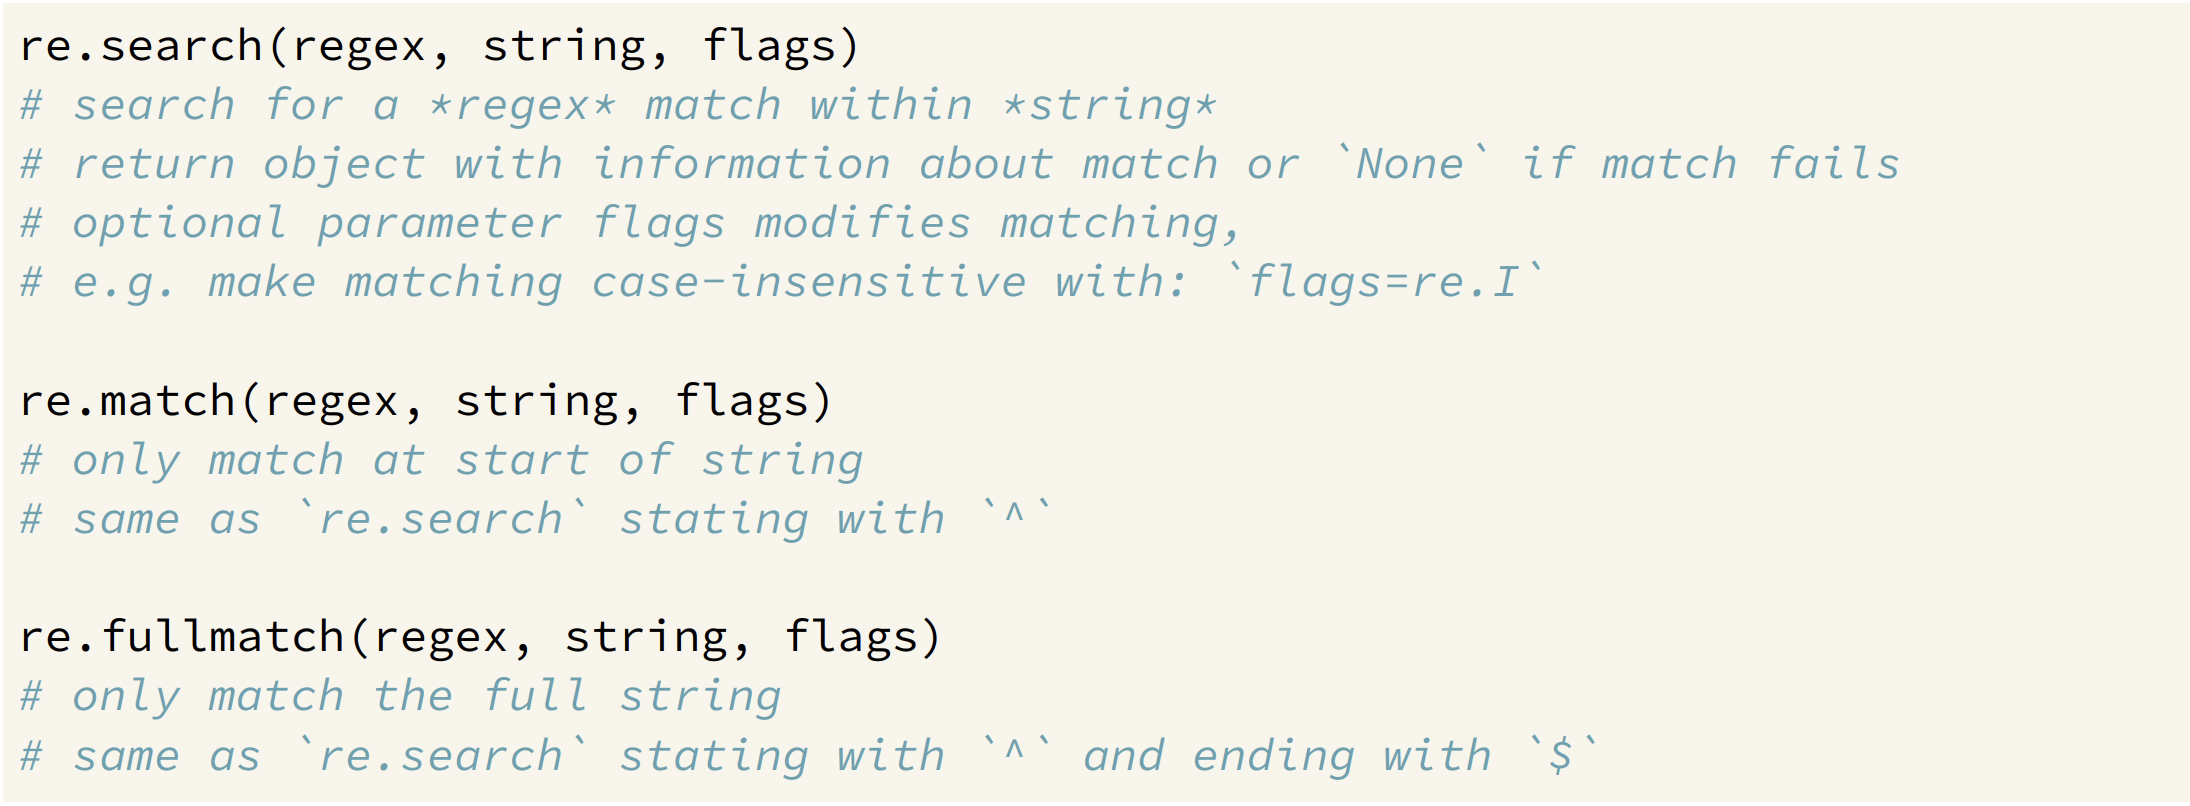 re.search(regex, string, flags)
# search for a *regex* match within *string*
# return object with information about match or `None` if match fails
# optional parameter flags modifies matching,
# e.g. make matching case-insensitive with: `flags=re.I`
re.match(regex, string, flags)
# only match at start of string
# same as `re.search` stating with `^`
re.fullmatch(regex, string, flags)
# only match the full string
# same as `re.search` stating with `^` and ending with `$`